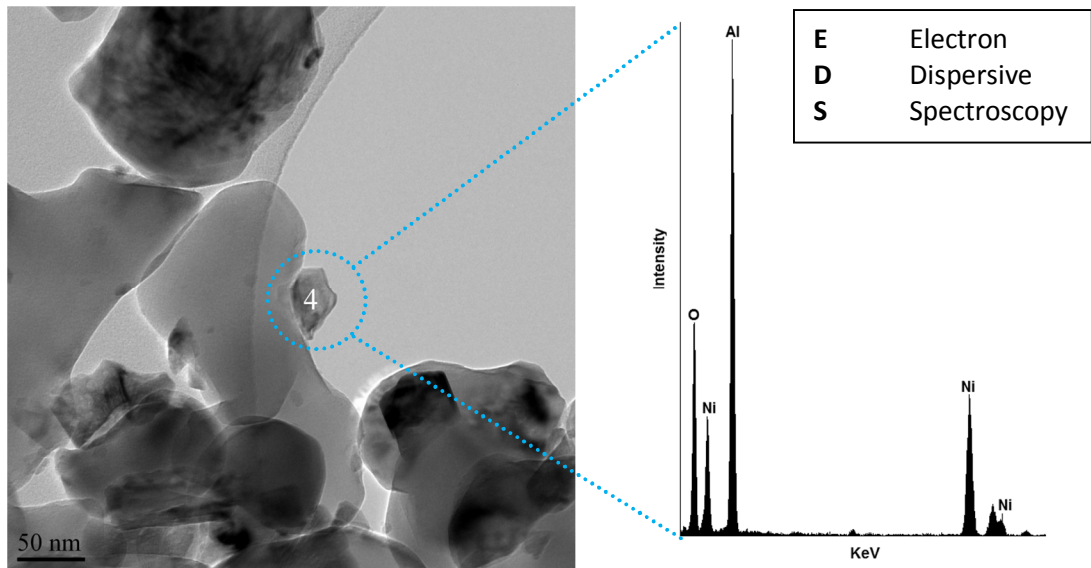 4
50 nm
Al
O
Ni
Ni
Ni
Intensity
KeV
E Electron
D Dispersive
S Spectroscopy